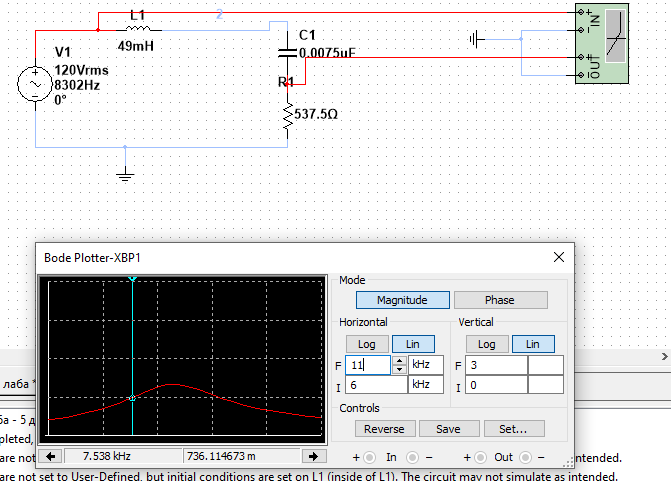 L1
2
49mH
V1
120Vrms
8302Hz
0°
C1
0.0075uF
R1
537.5Ω
IN
OUT
Bode Plotter-XBP1
Mode
Magnitude
Phase
Horizontal
Vertical
Log
Lin
Log
Lin
F
11
kHz
F
3
I
6
kHz
I
0
Controls
Reverse
Save
Set...
7.538 kHz
736.114673 m
+ In −
+ Out −
лаба *
ба - 5 д
pleted,
are not
ntended.
are not set to User-Defined, but initial conditions are set on L1 (inside of L1). The circuit may not simulate as intended.